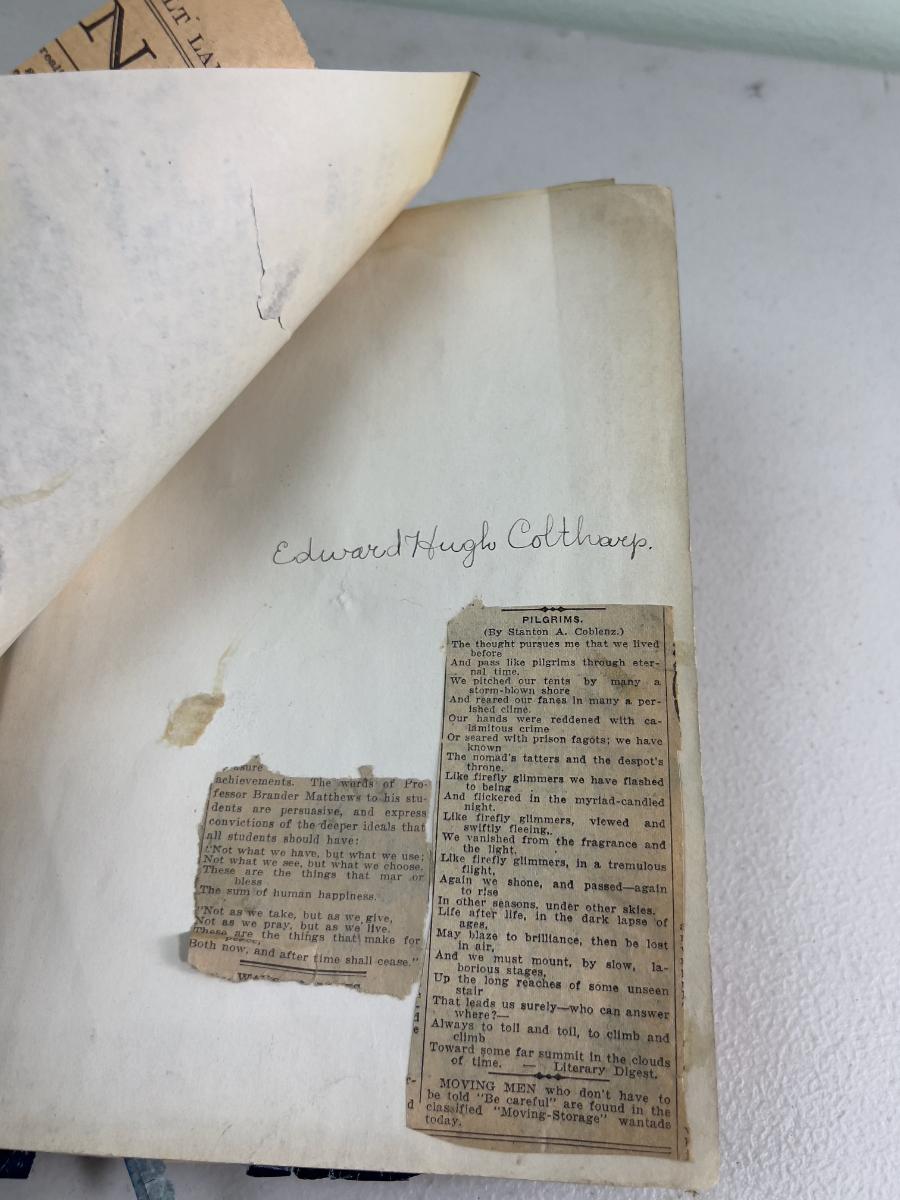 LT LA
N
Edward Hugh Coltharp.
achievements. The words of Pro-
fessor Brander Matthews to his stu-
dents are persuasive, and express
convictions of the deeper ideals that
all students should have:
"Not what we have, but what we use;
Not what we see, but what we choose.
These are the things that mar or
bless
The sum of human happiness.
"Not as we take, but as we give,
Not as we pray, but as we live.
These are the things that make for
peace,
Both now, and after time shall cease."
PILGRIMS.
(By Stanton A. Coblenz.)
The thought pursues me that we lived
before
And pass like pilgrims through eter-
nal time.
We pitched our tents by many a
storm-blown shore
And reared our fanes in many a per-
ished clime.
Our hands were reddened with ca-
lamitous crime
Or seared with prison fagots; we have
known
The nomad's tatters and the despot's
throne.
Like firefly glimmers we have flashed
to being
And flickered in the myriad-candled
night.
Like firefly glimmers, viewed and
swiftly fleeing,
We vanished from the fragrance and
the light.
Like firefly glimmers, in a tremulous
flight,
Again we shone, and passed—again
to rise
In other seasons, under other skies.
Life after life, in the dark lapse of
ages,
May blaze to brilliance, then be lost
in air,
And we must mount, by slow, la-
borious stages,
Up the long reaches of some unseen
stair
That leads us surely—who can answer
where?—
Always to toil and toil, to climb and
climb
Toward some far summit in the clouds
of time. — Literary Digest.
MOVING MEN who don't have to
be told "Be careful" are found in the
classified "Moving-Storage" wantads
today.